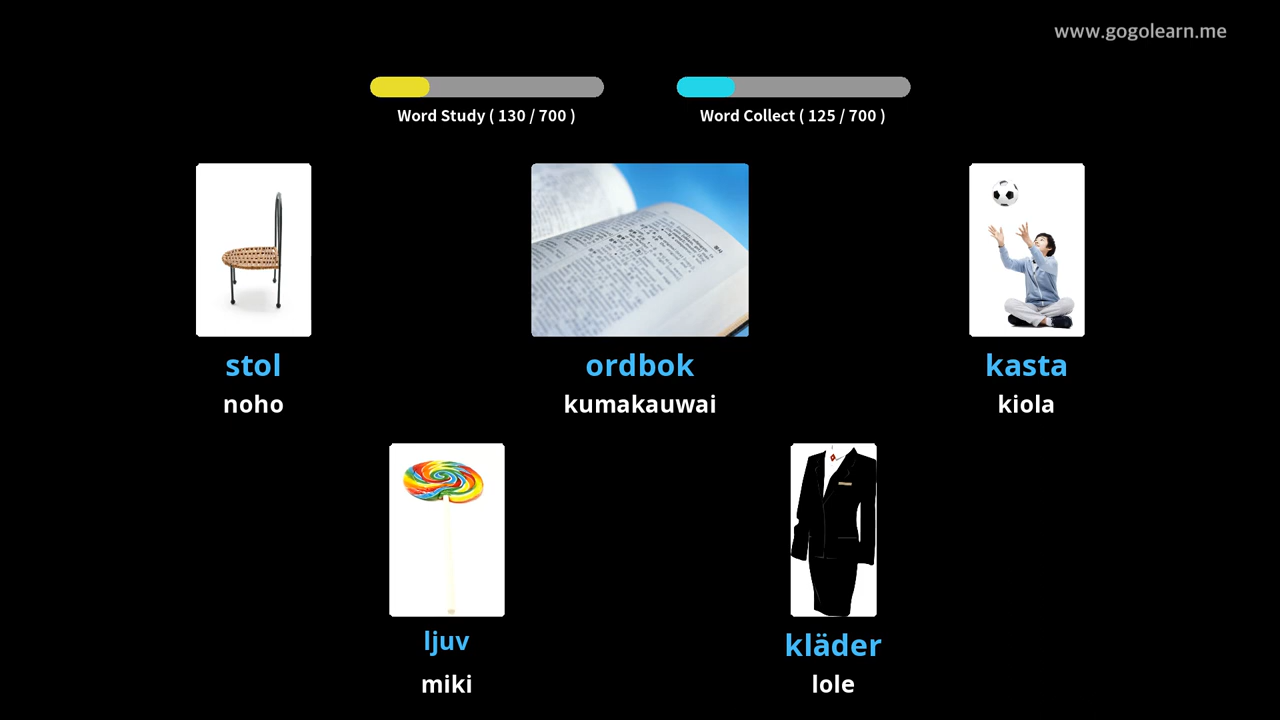 www.gogolearn.me
Word Study ( 130 / 700 )
Word Collect ( 125 / 700 )
stol
noho
ordbok
kumakauwai
kasta
kiola
ljuv
miki
kläder
lole